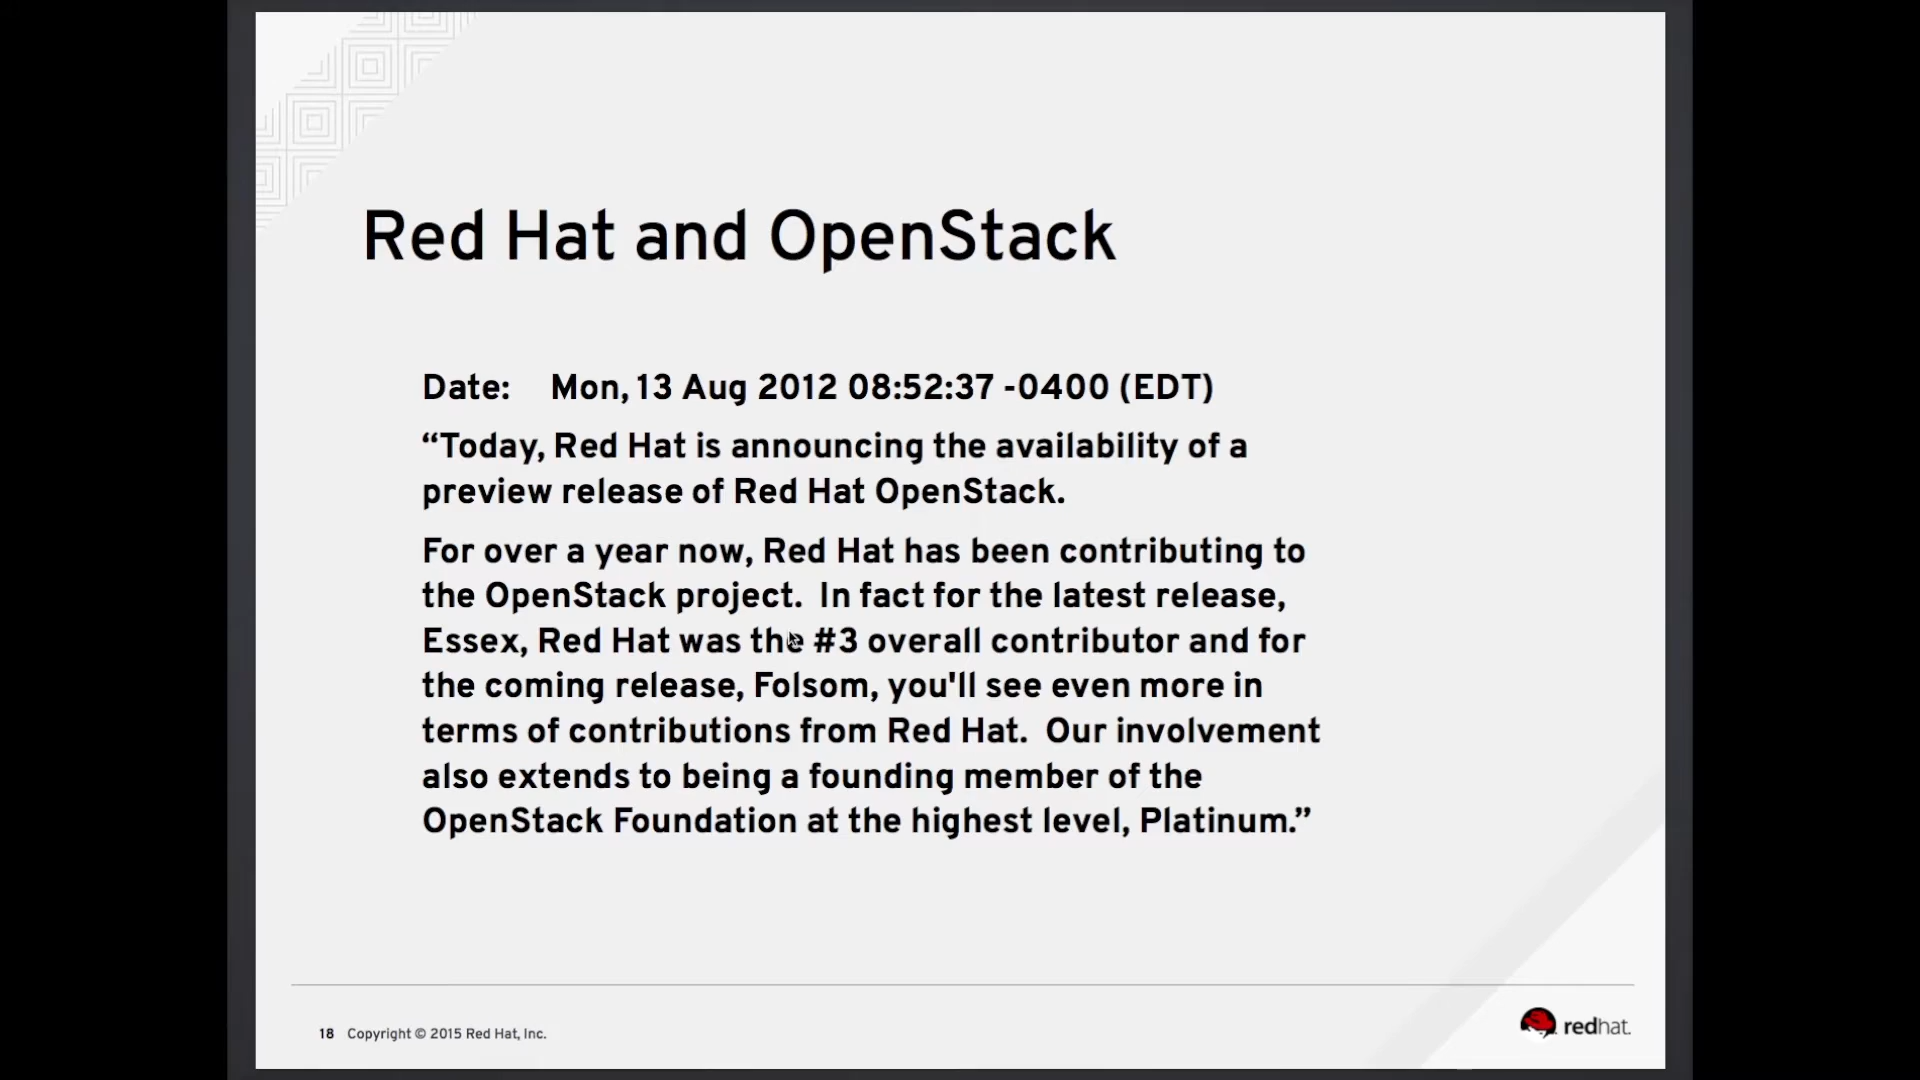 Red Hat and OpenStack
Date: Mon, 13 Aug 2012 08:52:37 -0400 (EDT)
“Today, Red Hat is announcing the availability of a
preview release of Red Hat OpenStack.
For over a year now, Red Hat has been contributing to
the OpenStack project.  In fact for the latest release,
Essex, Red Hat was the #3 overall contributor and for
the coming release, Folsom, you'll see even more in
terms of contributions from Red Hat.  Our involvement
also extends to being a founding member of the
OpenStack Foundation at the highest level, Platinum.”
18 Copyright © 2015 Red Hat, Inc.
redhat.